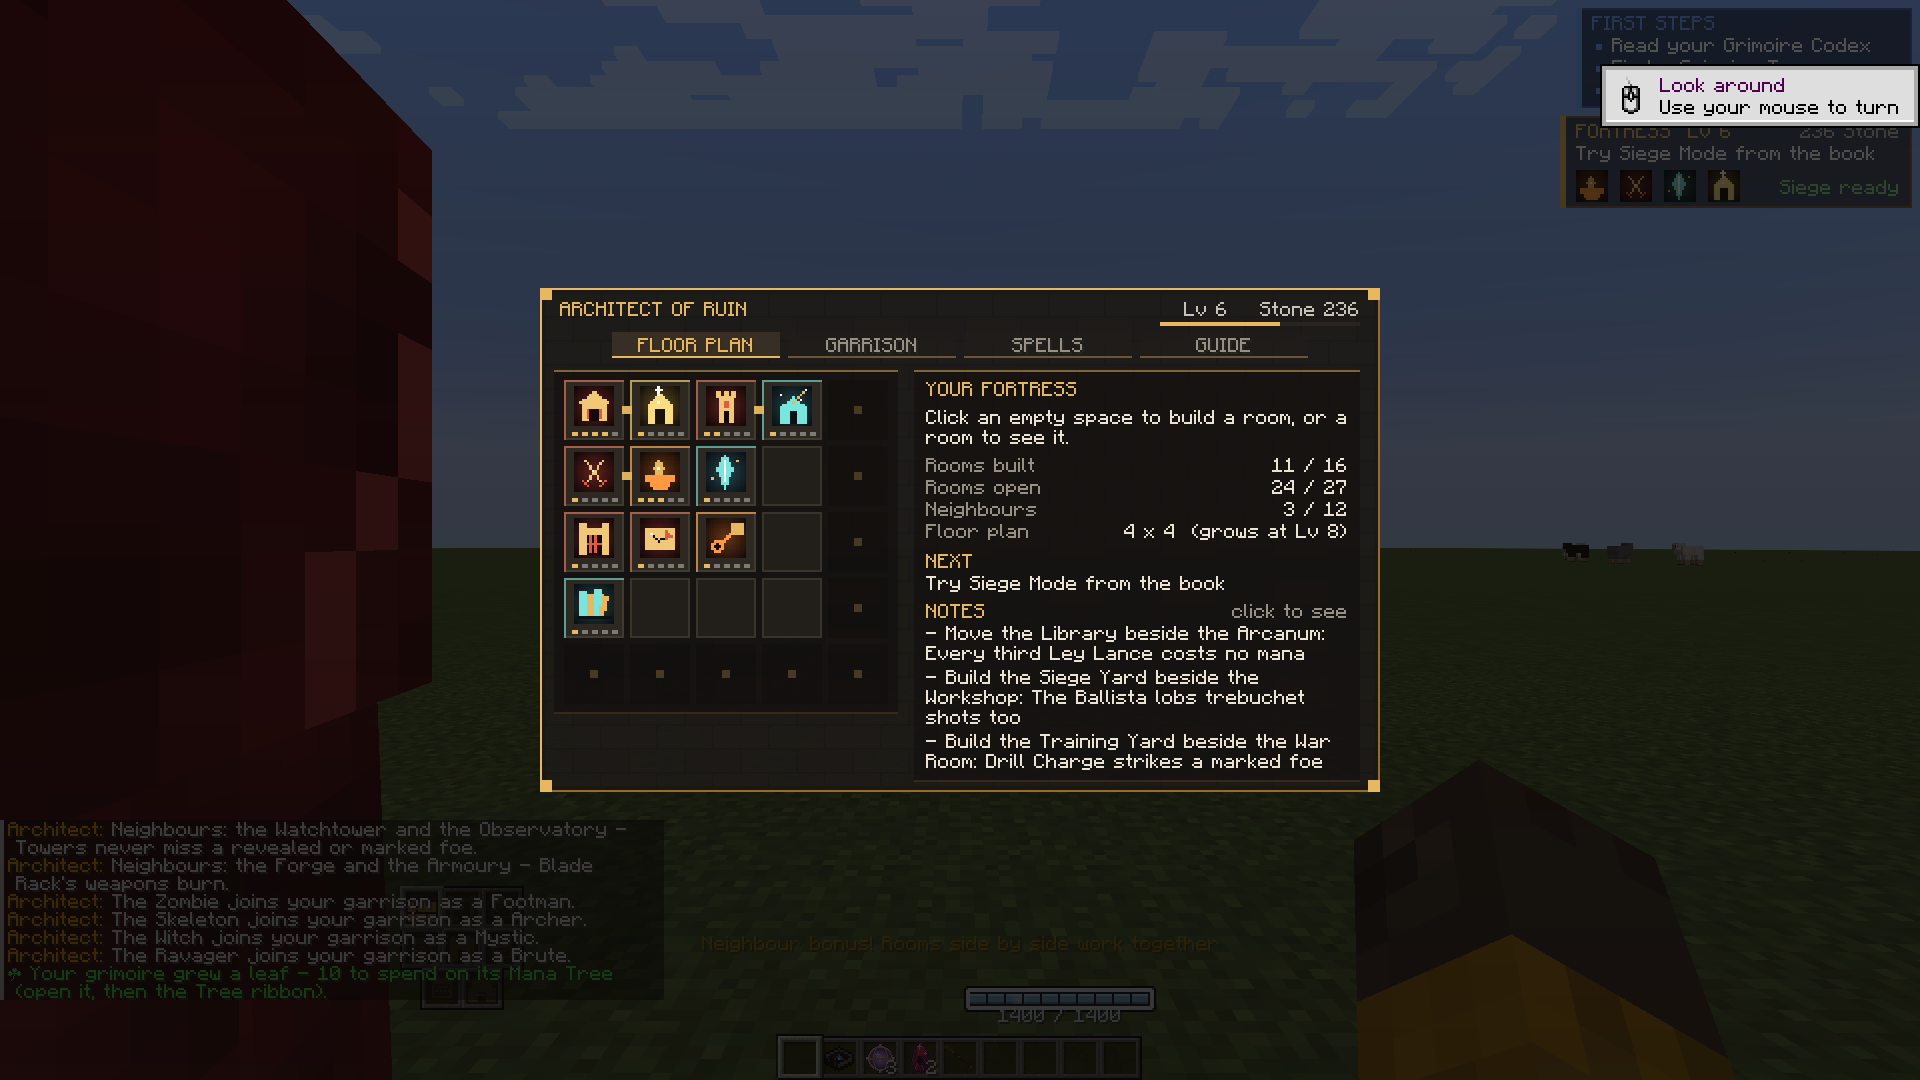 FIRST STEPS
Read your Grimoire Codex
Look around
Use your mouse to turn
FORTRESS Lv 6 236 Stone
Try Siege Mode from the book
Siege ready
ARCHITECT OF RUIN
Lv 6 Stone 236
FLOOR PLAN
GARRISON
SPELLS
GUIDE
YOUR FORTRESS
Click an empty space to build a room, or a
room to see it.
Rooms built 11 / 16
Rooms open 24 / 27
Neighbours 3 / 12
Floor plan 4 x 4 (grows at Lv 8)
NEXT
Try Siege Mode from the book
NOTES click to see
- Move the Library beside the Arcanum:
Every third Ley Lance costs no mana
- Build the Siege Yard beside the
Workshop: The Ballista lobs trebuchet
shots too
- Build the Training Yard beside the War
Room: Drill Charge strikes a marked foe
Architect: Neighbours: the Watchtower and the Observatory -
Towers never miss a revealed or marked foe.
Architect: Neighbours: the Forge and the Armoury - Blade
Rack's weapons burn.
Architect: The Zombie joins your garrison as a Footman.
Architect: The Skeleton joins your garrison as a Archer.
Architect: The Witch joins your garrison as a Mystic.
Architect: The Ravager joins your garrison as a Brute.
Your grimoire grew a leaf - 10 to spend on its Mana Tree
(open it, then the Tree ribbon).
Neighbour bonus! Rooms side by side work together
1400 / 1400
3
2